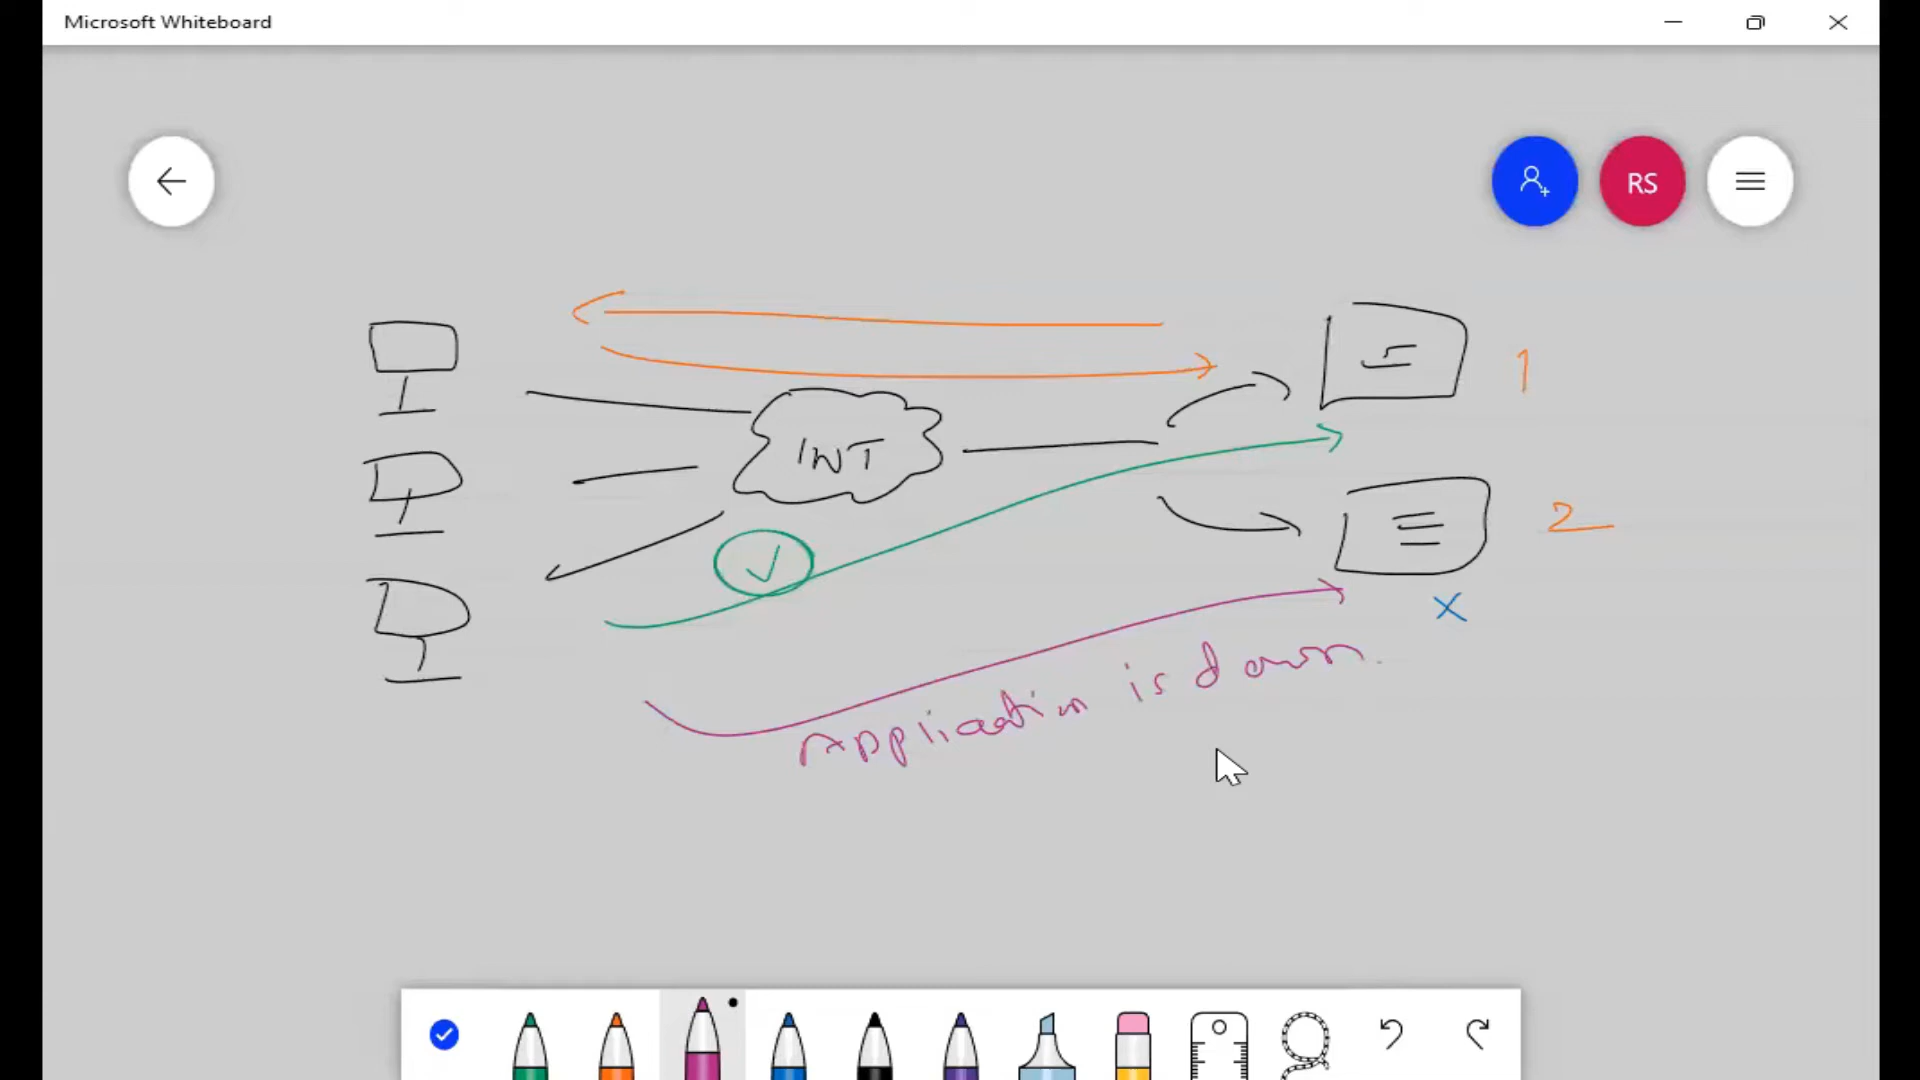 Microsoft Whiteboard
RS
1
INT
2
x
Application is down.